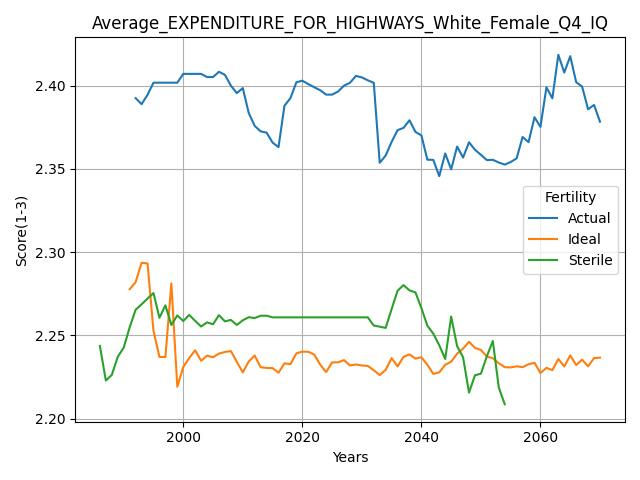 Average_EXPENDITURE_FOR_HIGHWAYS_White_Female_Q4_IQ
Score(1-3)
2.40
2.35
2.30
2.25
2.20
Fertility
Actual
Ideal
Sterile
2000
2020
2040
2060
Years